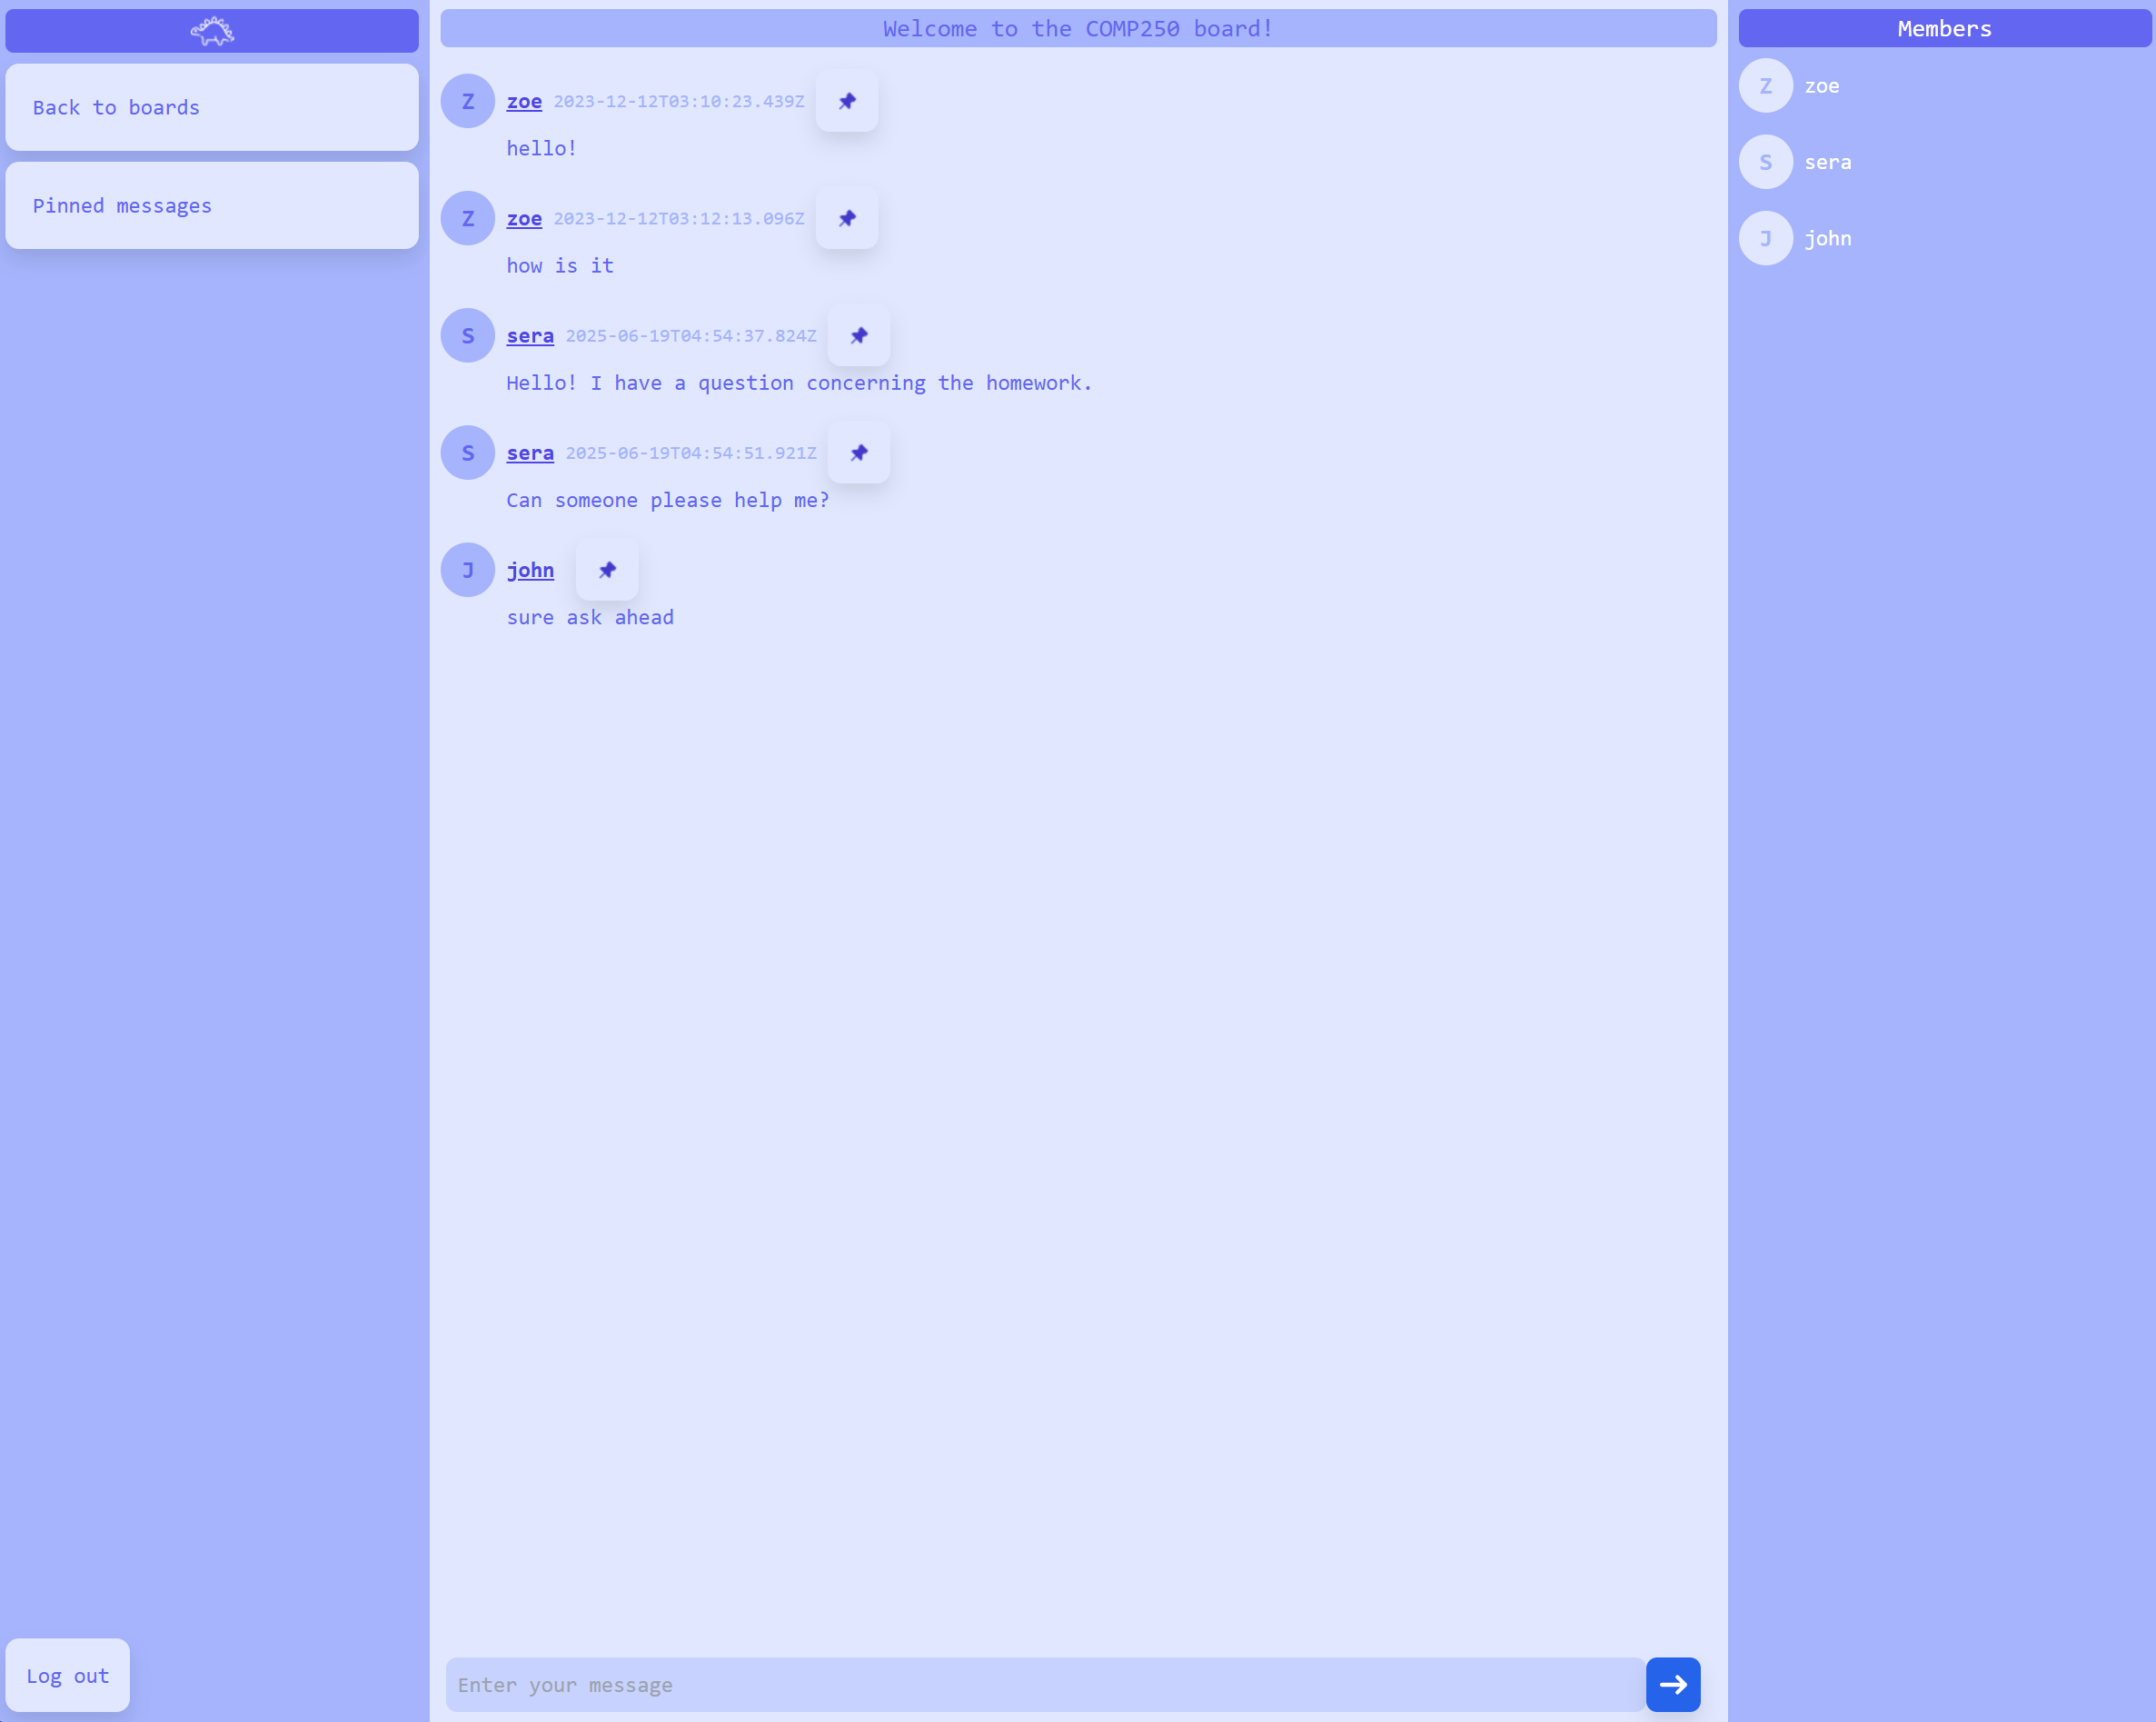 Back to boards
Pinned messages
Log out
Welcome to the COMP250 board!
Z zoe 2023-12-12T03:10:23.439Z
hello!
Z zoe 2023-12-12T03:12:13.096Z
how is it
S sera 2025-06-19T04:54:37.824Z
Hello! I have a question concerning the homework.
S sera 2025-06-19T04:54:51.921Z
Can someone please help me?
J john
sure ask ahead
Enter your message
Members
Z zoe
S sera
J john